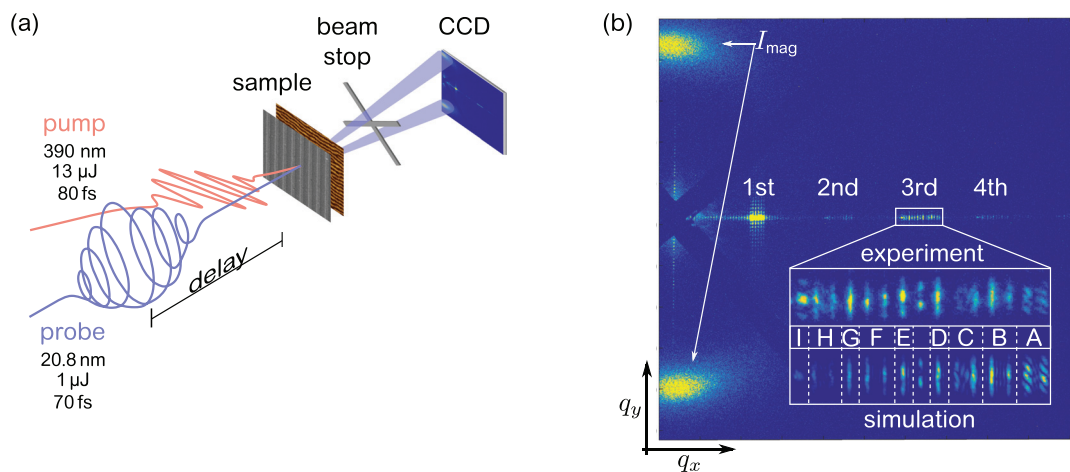 (a)
beam
stop
CCD
sample
pump
390 nm
13 µJ
80 fs
delay
probe
20.8 nm
1 µJ
70 fs
(b)
I_mag
1st 2nd 3rd 4th
experiment
I H G F E D C B A
simulation
q_y
q_x